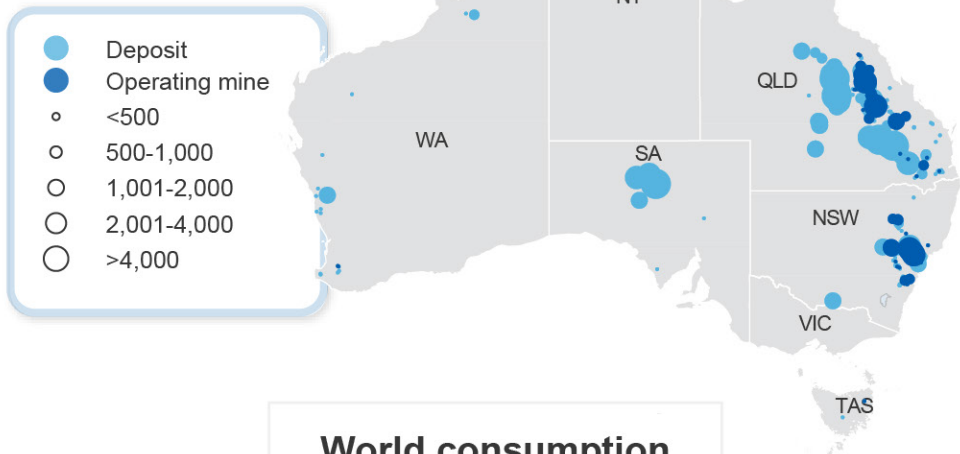 NT
Deposit
Operating mine
<500
500-1,000
1,001-2,000
2,001-4,000
>4,000
QLD
WA
SA
NSW
VIC
TAS
World consumption